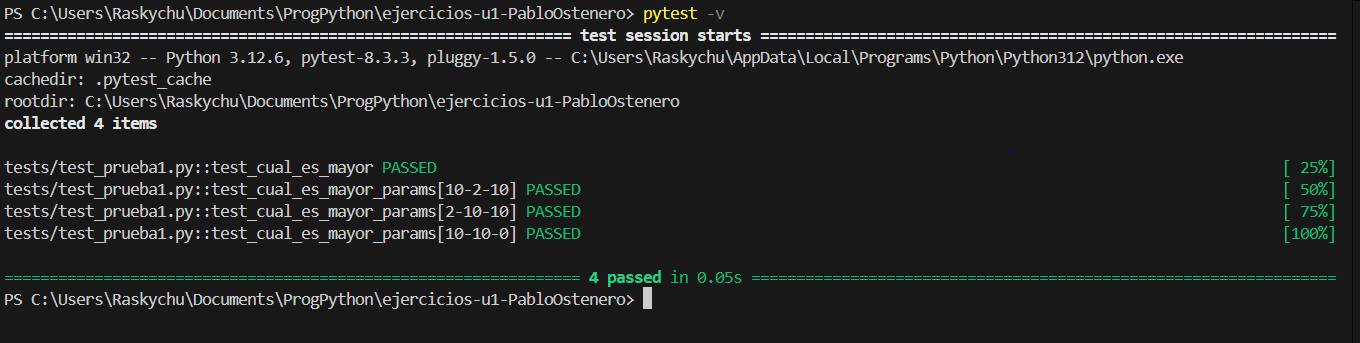 PS C:\Users\Raskychu\Documents\ProgPython\ejercicios-u1-PabloOstenero> pytest -v
=============================================================== test session starts ================================================================
platform win32 -- Python 3.12.6, pytest-8.3.3, pluggy-1.5.0 -- C:\Users\Raskychu\AppData\Local\Programs\Python\Python312\python.exe
cachedir: .pytest_cache
rootdir: C:\Users\Raskychu\Documents\ProgPython\ejercicios-u1-PabloOstenero
collected 4 items
tests/test_prueba1.py::test_cual_es_mayor PASSED [ 25%]
tests/test_prueba1.py::test_cual_es_mayor_params[10-2-10] PASSED [ 50%]
tests/test_prueba1.py::test_cual_es_mayor_params[2-10-10] PASSED [ 75%]
tests/test_prueba1.py::test_cual_es_mayor_params[10-10-0] PASSED [100%]
================================================================ 4 passed in 0.05s =================================================================
PS C:\Users\Raskychu\Documents\ProgPython\ejercicios-u1-PabloOstenero>